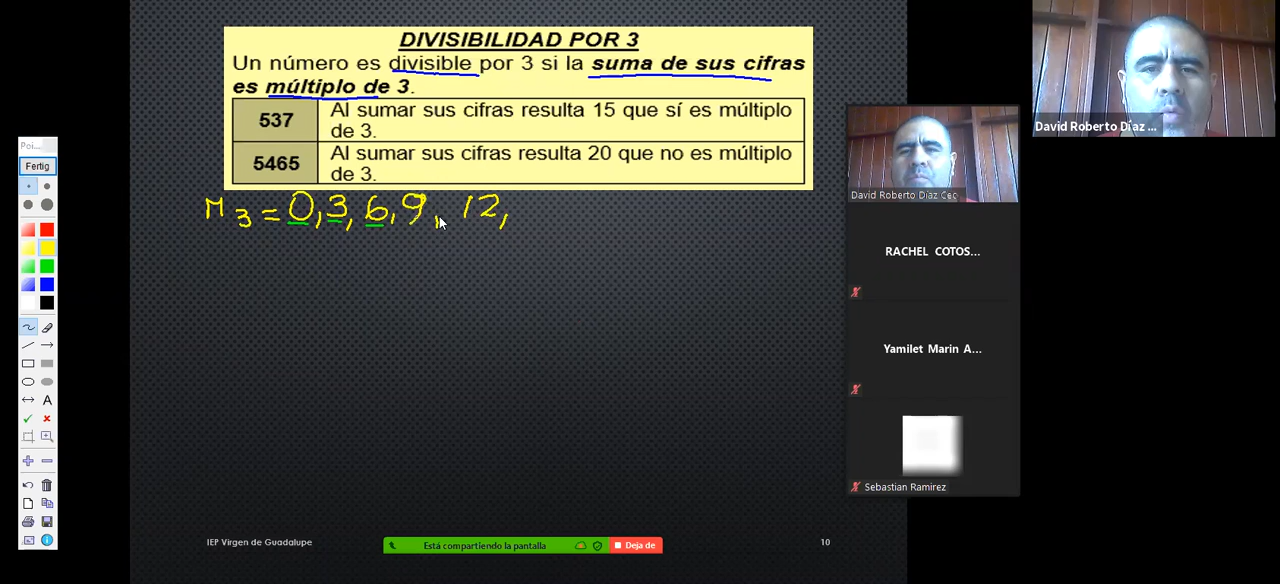 DIVISIBILIDAD POR 3
Un número es divisible por 3 si la suma de sus cifras
es múltiplo de 3.
537
Al sumar sus cifras resulta 15 que sí es múltiplo
de 3.
5465
Al sumar sus cifras resulta 20 que no es múltiplo
de 3.
M3 = 0, 3, 6, 9, 12,
Poi...
Fertig
A
David Roberto Díaz ...
David Roberto Díaz Cec
RACHEL COTOS...
Yamilet Marin A...
Sebastian Ramirez
IEP Virgen de Guadalupe
Está compartiendo la pantalla
Deja de
10